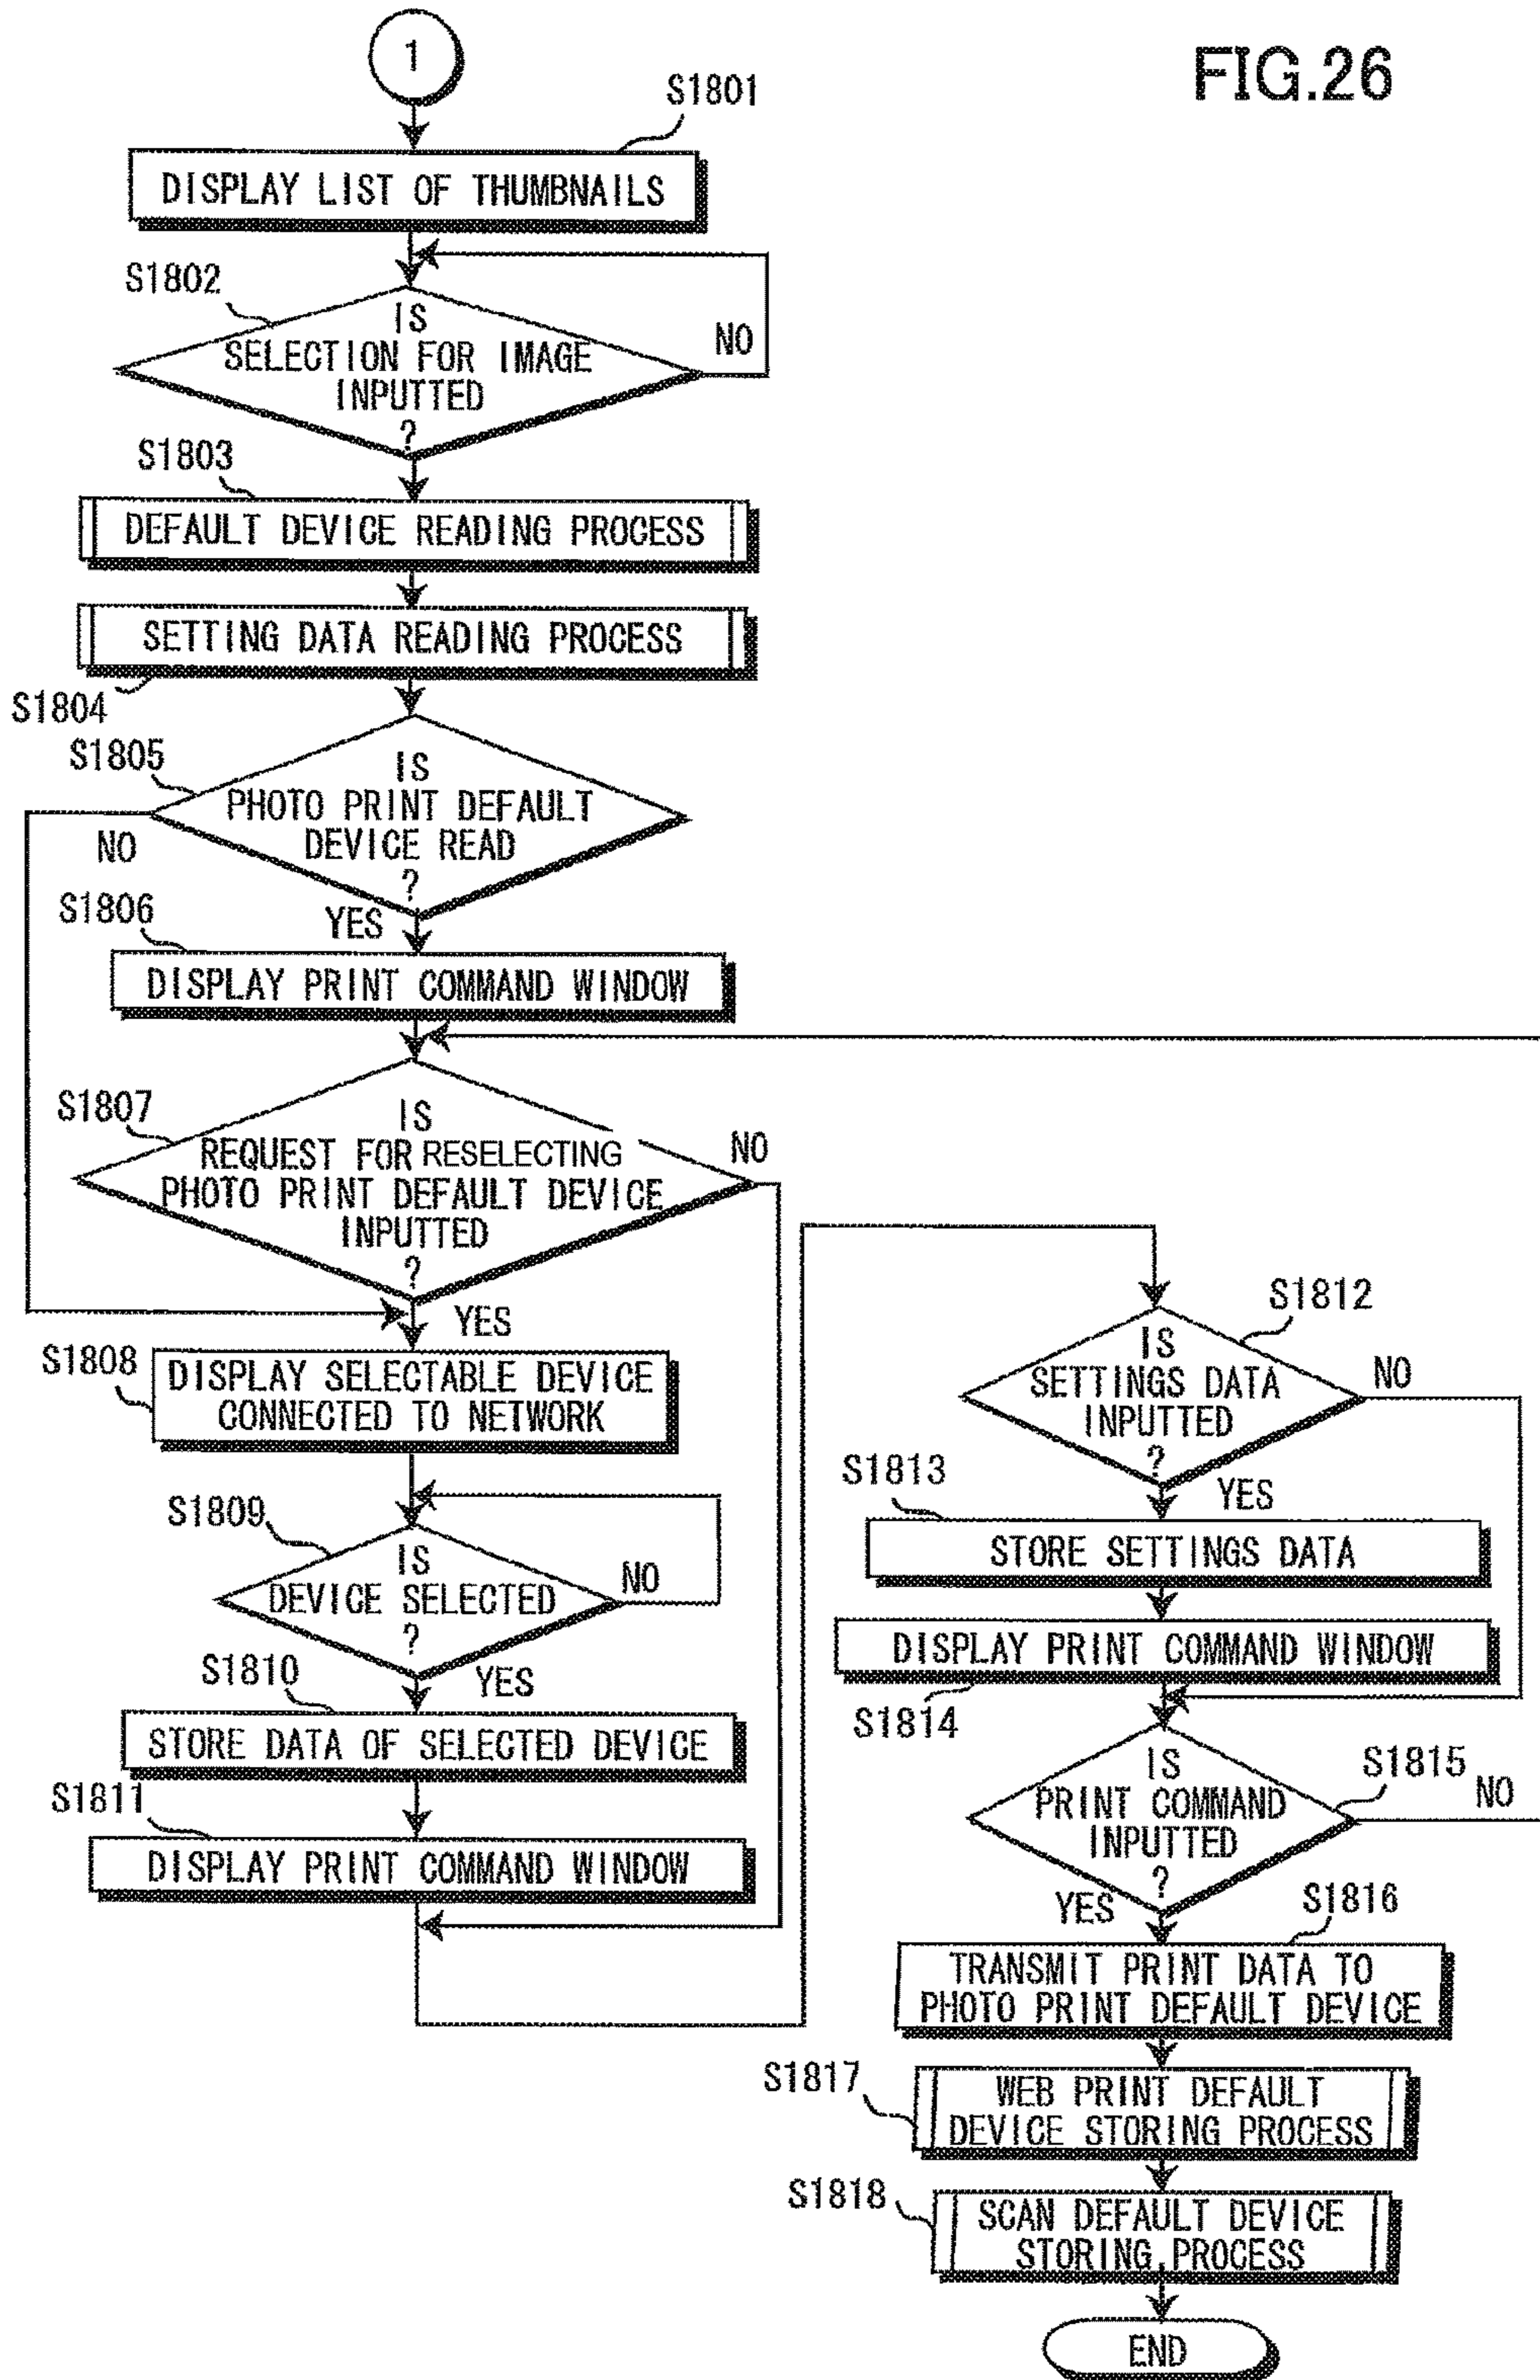 FIG.26
1
S1801
DISPLAY LIST OF THUMBNAILS
S1802
IS
SELECTION FOR IMAGE
INPUTTED
?
NO
S1803
DEFAULT DEVICE READING PROCESS
SETTING DATA READING PROCESS
S1804
S1805
IS
PHOTO PRINT DEFAULT
DEVICE READ
?
NO
YES
S1806
DISPLAY PRINT COMMAND WINDOW
S1807
IS
REQUEST FOR RESELECTING
PHOTO PRINT DEFAULT DEVICE
INPUTTED
?
NO
YES
S1808
DISPLAY SELECTABLE DEVICE
CONNECTED TO NETWORK
S1809
IS
DEVICE SELECTED
?
NO
YES
S1810
STORE DATA OF SELECTED DEVICE
S1811
DISPLAY PRINT COMMAND WINDOW
S1812
IS
SETTINGS DATA
INPUTTED
?
NO
YES
S1813
STORE SETTINGS DATA
DISPLAY PRINT COMMAND WINDOW
S1814
IS
PRINT COMMAND
INPUTTED
?
S1815
NO
YES
S1816
TRANSMIT PRINT DATA TO
PHOTO PRINT DEFAULT DEVICE
S1817
WEB PRINT DEFAULT
DEVICE STORING PROCESS
S1818
SCAN DEFAULT DEVICE
STORING PROCESS
END